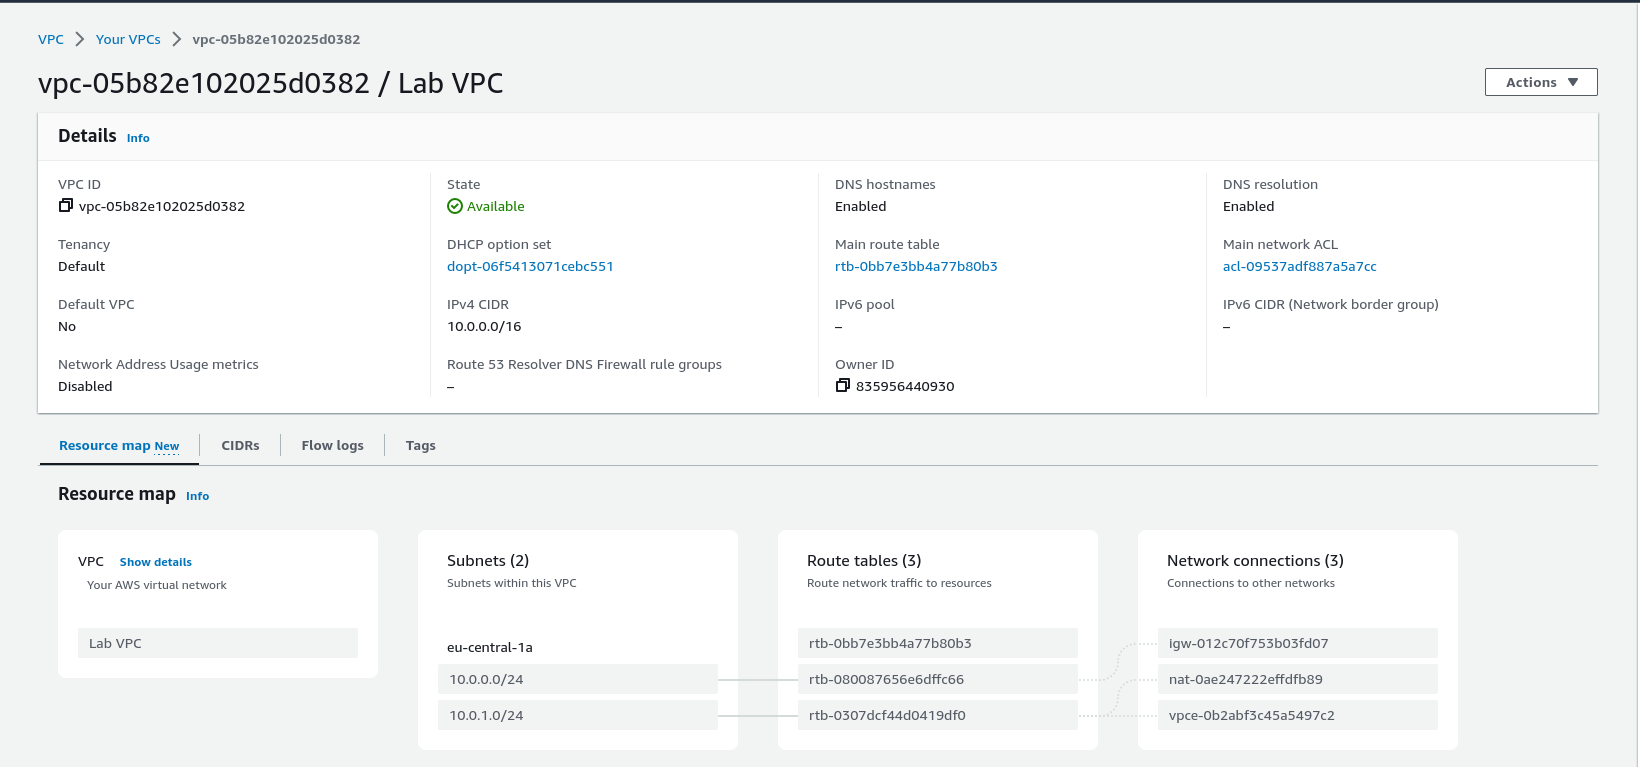 VPC > Your VPCs > vpc-05b82e102025d0382
vpc-05b82e102025d0382 / Lab VPC
Actions
Details Info
VPC ID
vpc-05b82e102025d0382
State
Available
DNS hostnames
Enabled
DNS resolution
Enabled
Tenancy
Default
DHCP option set
dopt-06f5413071cebc551
Main route table
rtb-0bb7e3bb4a77b80b3
Main network ACL
acl-09537adf887a5a7cc
Default VPC
No
IPv4 CIDR
10.0.0.0/16
IPv6 pool
–
IPv6 CIDR (Network border group)
–
Network Address Usage metrics
Disabled
Route 53 Resolver DNS Firewall rule groups
–
Owner ID
835956440930
Resource map New
CIDRs
Flow logs
Tags
Resource map Info
VPC Show details
Your AWS virtual network
Lab VPC
Subnets (2)
Subnets within this VPC
eu-central-1a
10.0.0.0/24
10.0.1.0/24
Route tables (3)
Route network traffic to resources
rtb-0bb7e3bb4a77b80b3
rtb-080087656e6dffc66
rtb-0307dcf44d0419df0
Network connections (3)
Connections to other networks
igw-012c70f753b03fd07
nat-0ae247222effdfb89
vpce-0b2abf3c45a5497c2